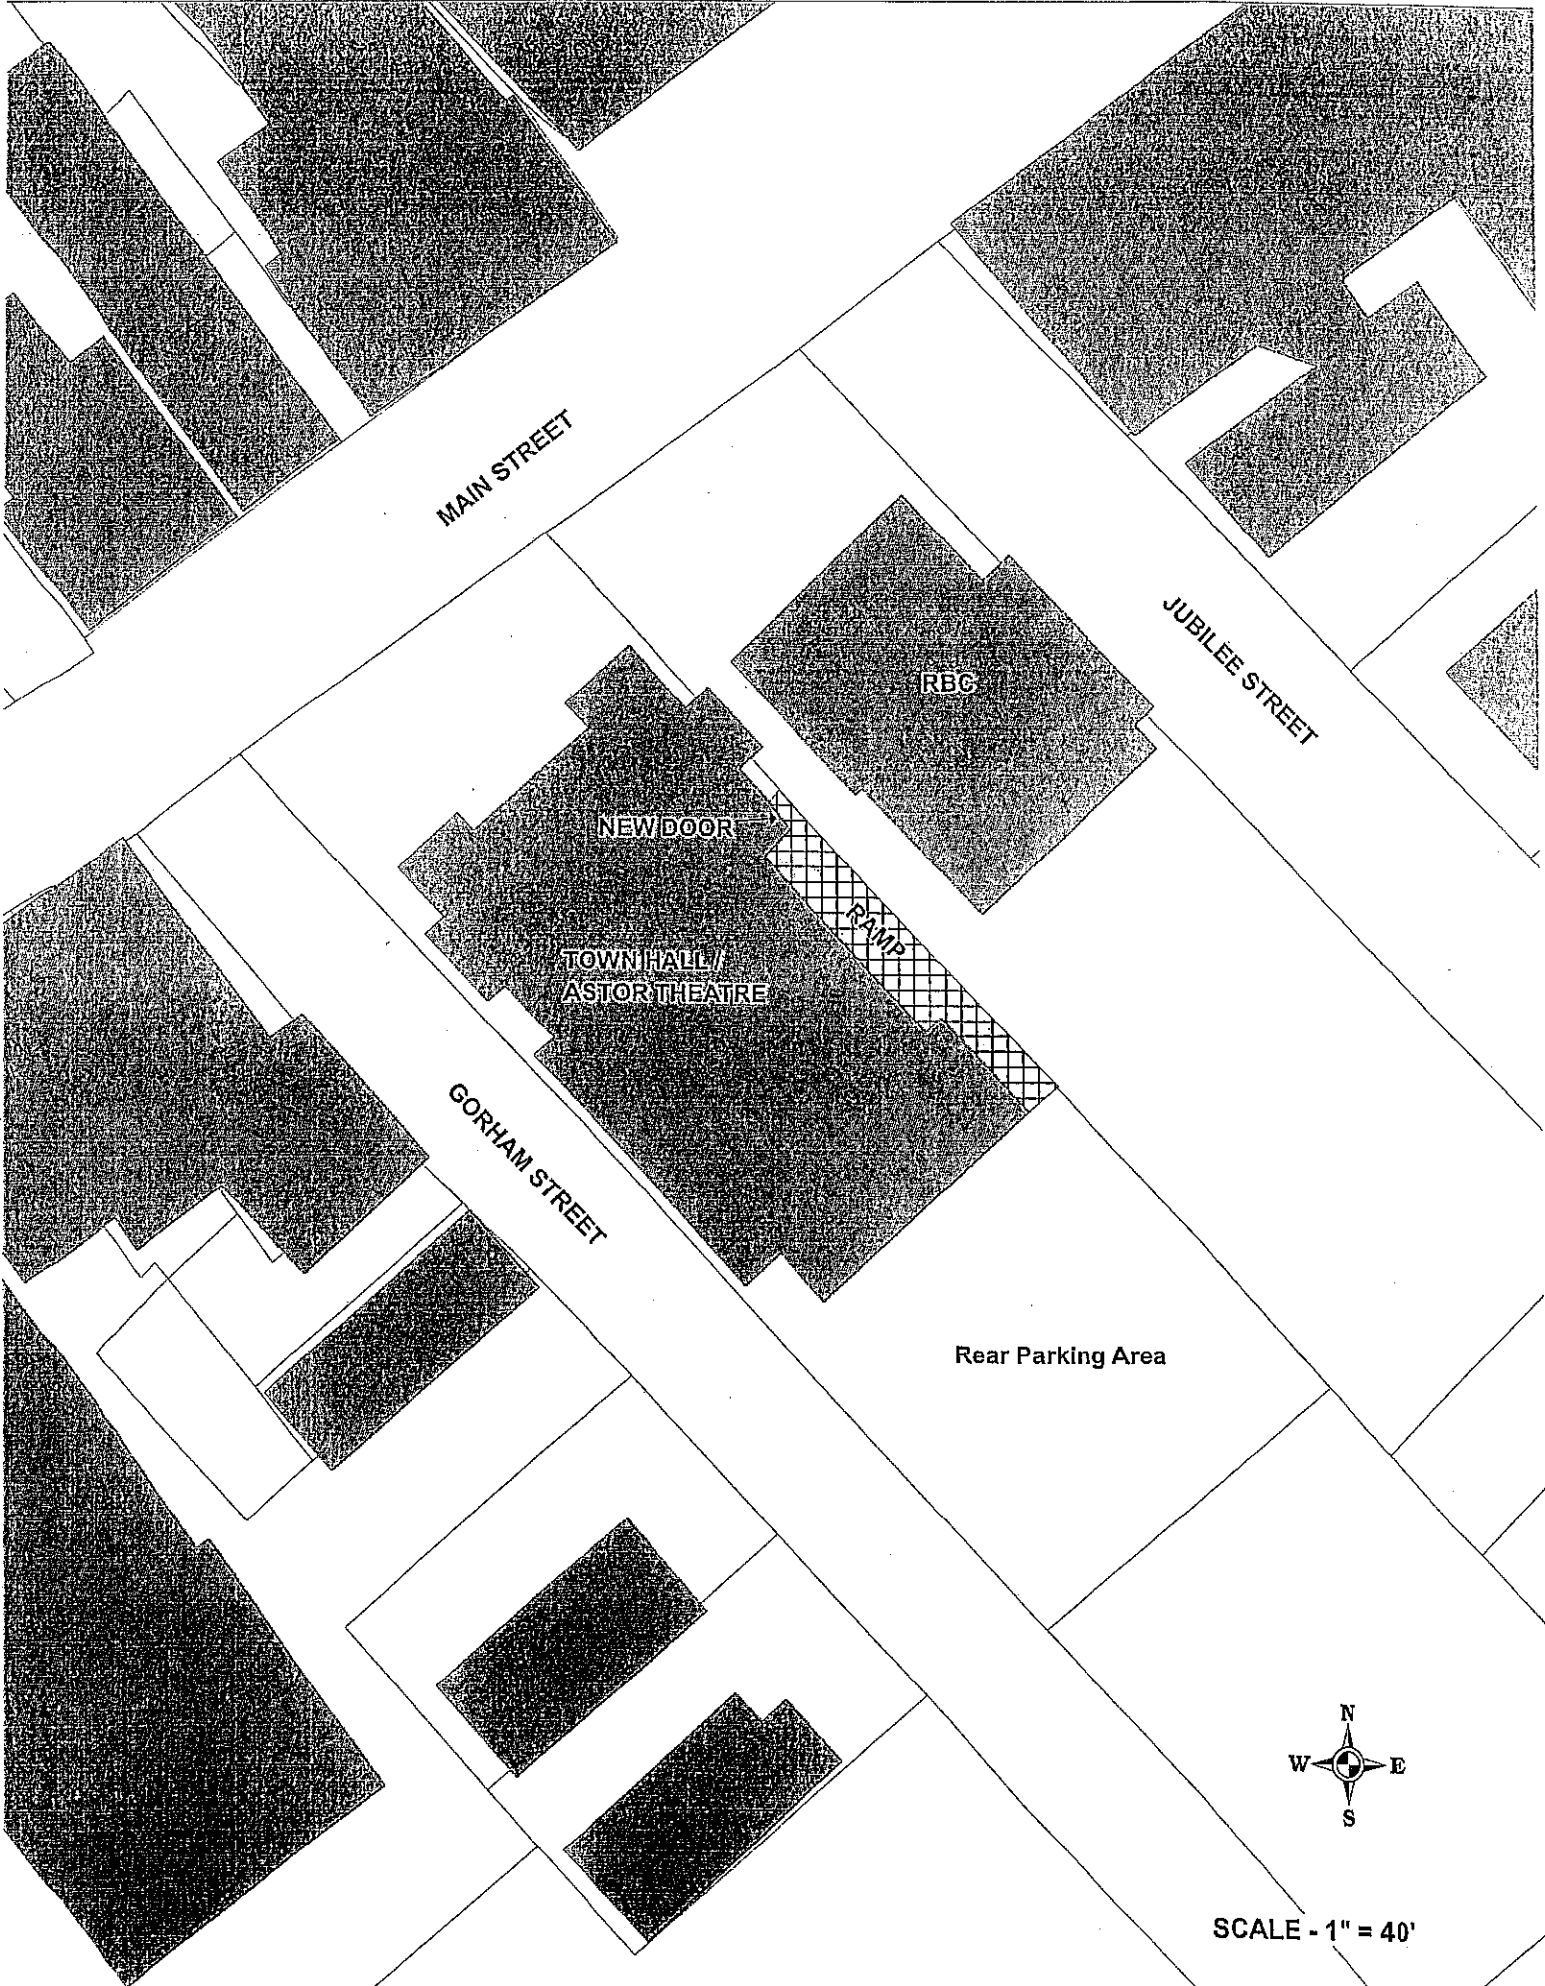 MAIN STREET
JUBILEE STREET
RBC
NEW DOOR
RAMP
TOWN HALL /
ASTOR THEATRE
GORHAM STREET
Rear Parking Area
N
W E
S
SCALE - 1" = 40'